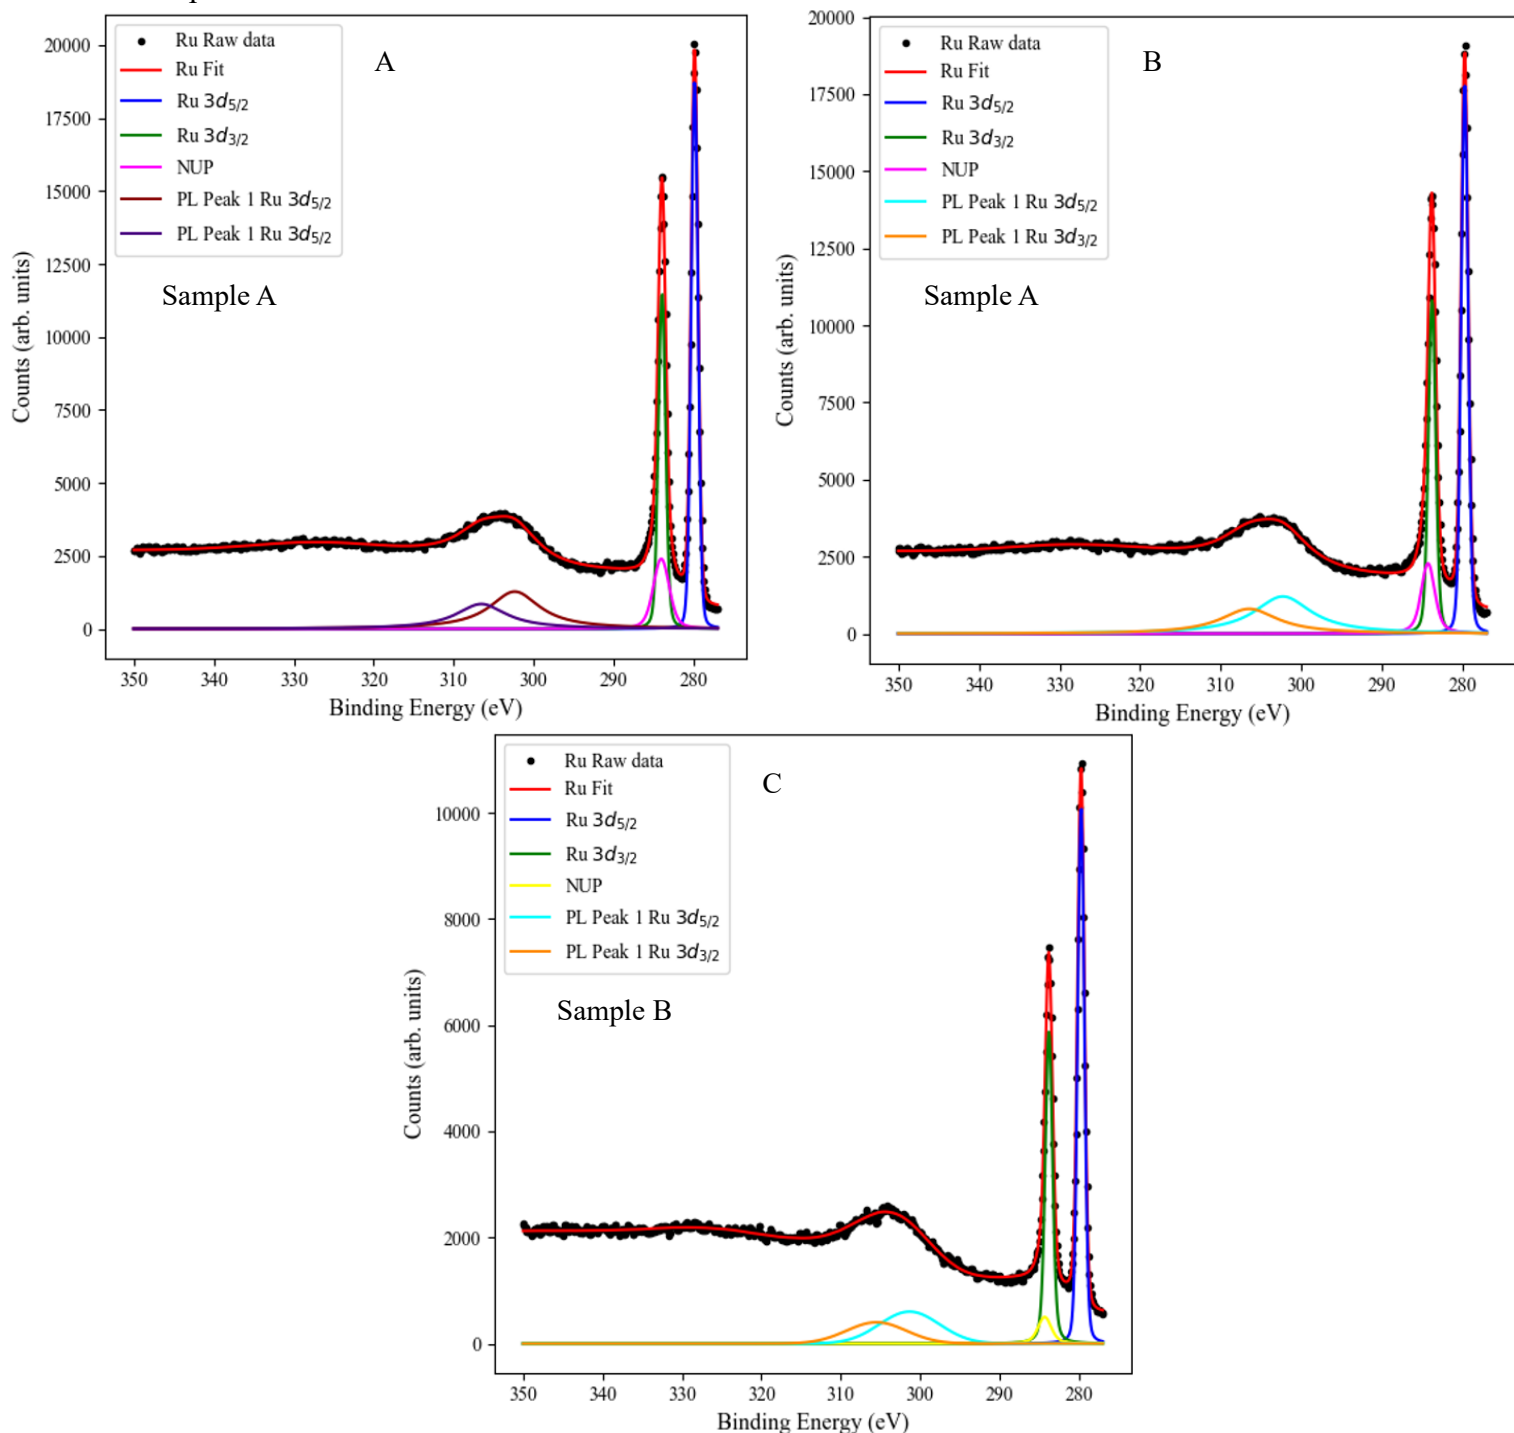 A
Ru Raw data
Ru Fit
Ru 3d5/2
Ru 3d3/2
NUP
PL Peak 1 Ru 3d5/2
PL Peak 1 Ru 3d5/2
Sample A
Counts (arb. units)
20000
17500
15000
12500
10000
7500
5000
2500
0
350 340 330 320 310 300 290 280
Binding Energy (eV)
B
Ru Raw data
Ru Fit
Ru 3d5/2
Ru 3d3/2
NUP
PL Peak 1 Ru 3d5/2
PL Peak 1 Ru 3d3/2
Sample A
Counts (arb. units)
20000
17500
15000
12500
10000
7500
5000
2500
0
350 340 330 320 310 300 290 280
Binding Energy (eV)
C
Ru Raw data
Ru Fit
Ru 3d5/2
Ru 3d3/2
NUP
PL Peak 1 Ru 3d5/2
PL Peak 1 Ru 3d3/2
Sample B
Counts (arb. units)
10000
8000
6000
4000
2000
0
350 340 330 320 310 300 290 280
Binding Energy (eV)